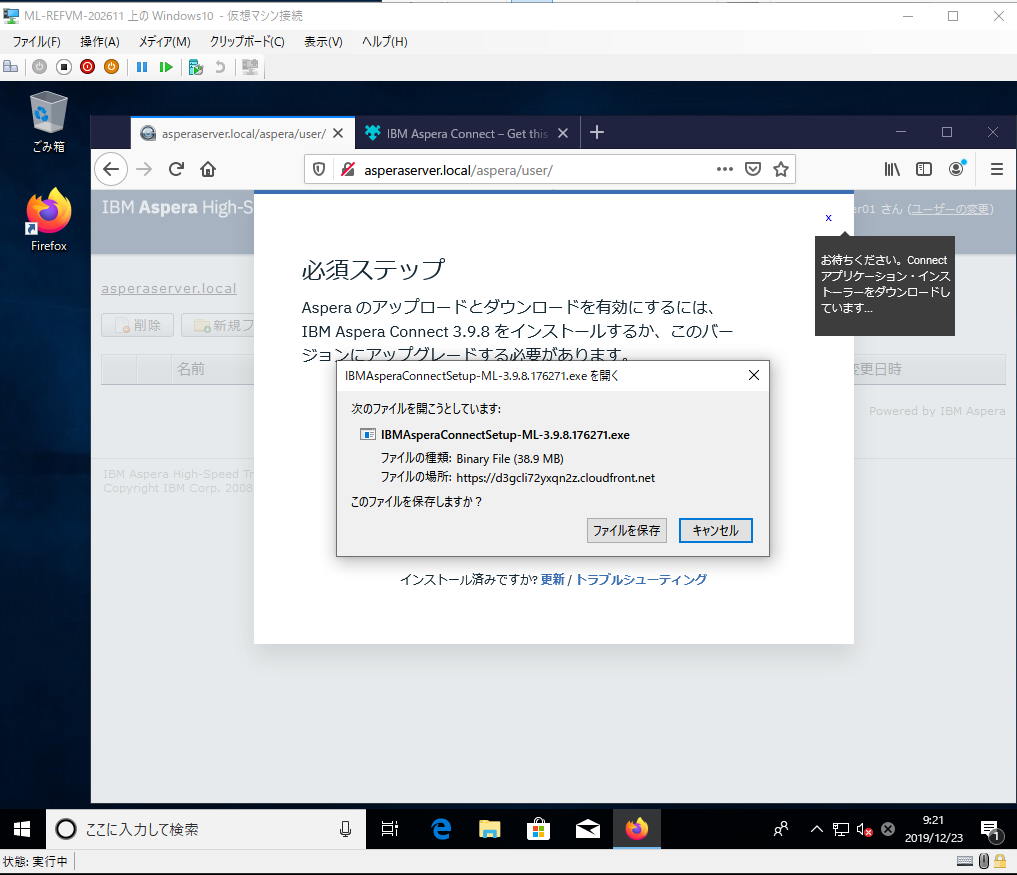 ML-REFVM-202611 上の Windows10 - 仮想マシン接続
ファイル(F) 操作(A) メディア(M) クリップボード(C) 表示(V) ヘルプ(H)
ごみ箱
Firefox
asperaserver.local/aspera/user/
IBM Aspera Connect – Get this
asperaserver.local/aspera/user/
IBM Aspera High-S
er01 さん (ユーザーの変更)
x
お待ちください。Connect
アプリケーション・インス
トーラーをダウンロードし
ています...
必須ステップ
asperaserver.local
Aspera のアップロードとダウンロードを有効にするには、
IBM Aspera Connect 3.9.8 をインストールするか、このバー
ジョンにアップグレードする必要があります。
削除 新規フ
名前
変更日時
Powered by IBM Aspera
IBM Aspera High-Speed Tr
Copyright IBM Corp. 2008
IBMAsperaConnectSetup-ML-3.9.8.176271.exe を開く
次のファイルを開こうとしています:
IBMAsperaConnectSetup-ML-3.9.8.176271.exe
ファイルの種類: Binary File (38.9 MB)
ファイルの場所: https://d3gcli72yxqn2z.cloudfront.net
このファイルを保存しますか？
ファイルを保存 キャンセル
インストール済みですか? 更新 / トラブルシューティング
ここに入力して検索
9:21
2019/12/23
1
状態: 実行中